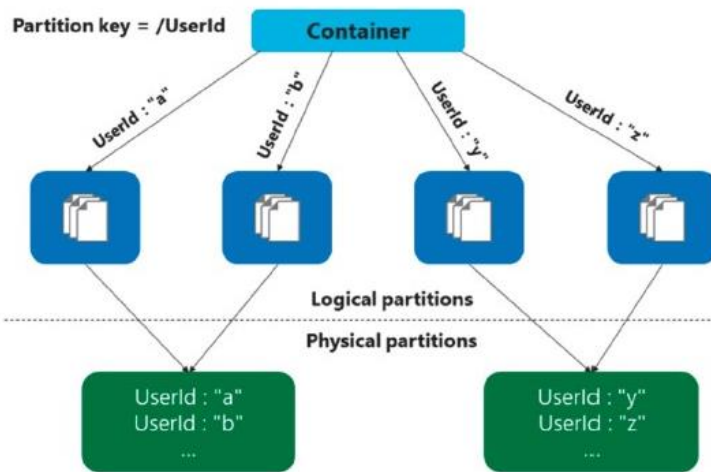 Partition key = /UserId
Container
UserId : "a"
UserId : "b"
UserId : "y"
UserId : "z"
Logical partitions
Physical partitions
UserId : "a"
UserId : "b"
...
UserId : "y"
UserId : "z"
...